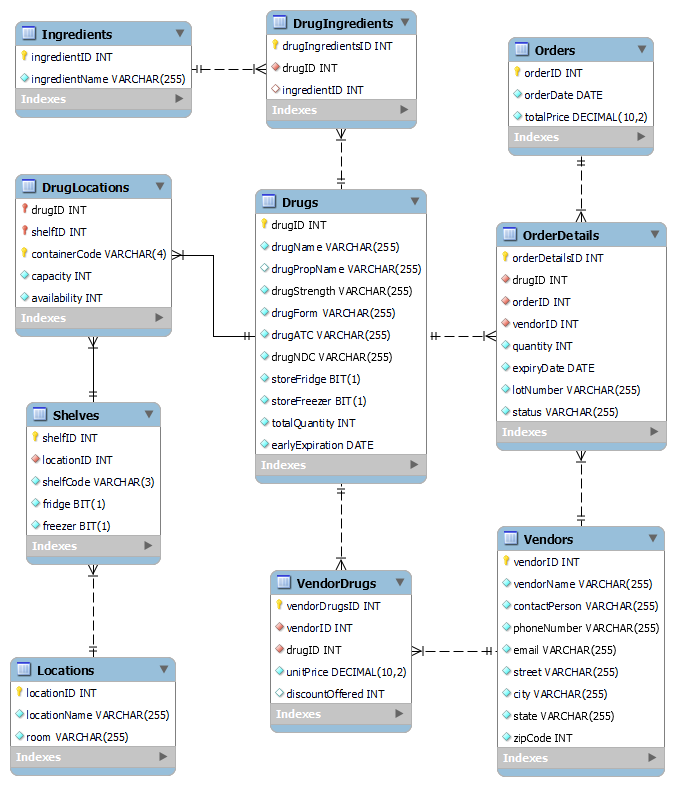 Ingredients
ingredientID INT
ingredientName VARCHAR(255)
Indexes
DrugIngredients
drugIngredientsID INT
drugID INT
ingredientID INT
Indexes
Orders
orderID INT
orderDate DATE
totalPrice DECIMAL(10,2)
Indexes
DrugLocations
drugID INT
shelfID INT
containerCode VARCHAR(4)
capacity INT
availability INT
Indexes
Drugs
drugID INT
drugName VARCHAR(255)
drugPropName VARCHAR(255)
drugStrength VARCHAR(255)
drugForm VARCHAR(255)
drugATC VARCHAR(255)
drugNDC VARCHAR(255)
storeFridge BIT(1)
storeFreezer BIT(1)
totalQuantity INT
earlyExpiration DATE
Indexes
OrderDetails
orderDetailsID INT
drugID INT
orderID INT
vendorID INT
quantity INT
expiryDate DATE
lotNumber VARCHAR(255)
status VARCHAR(255)
Indexes
Shelves
shelfID INT
locationID INT
shelfCode VARCHAR(3)
fridge BIT(1)
freezer BIT(1)
Indexes
VendorDrugs
vendorDrugsID INT
vendorID INT
drugID INT
unitPrice DECIMAL(10,2)
discountOffered INT
Indexes
Vendors
vendorID INT
vendorName VARCHAR(255)
contactPerson VARCHAR(255)
phoneNumber VARCHAR(255)
email VARCHAR(255)
street VARCHAR(255)
city VARCHAR(255)
state VARCHAR(255)
zipCode INT
Indexes
Locations
locationID INT
locationName VARCHAR(255)
room VARCHAR(255)
Indexes